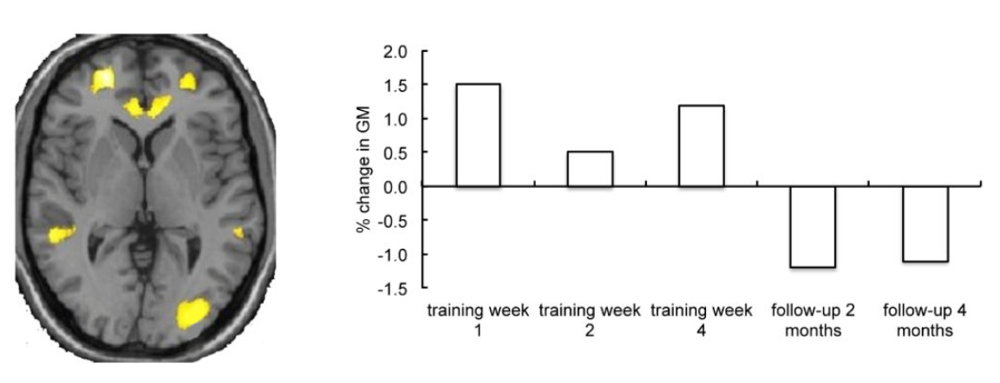 2.0
1.5
1.0
0.5
0.0
-0.5
-1.0
-1.5
% change in GM
training week 1
training week 2
training week 4
follow-up 2 months
follow-up 4 months